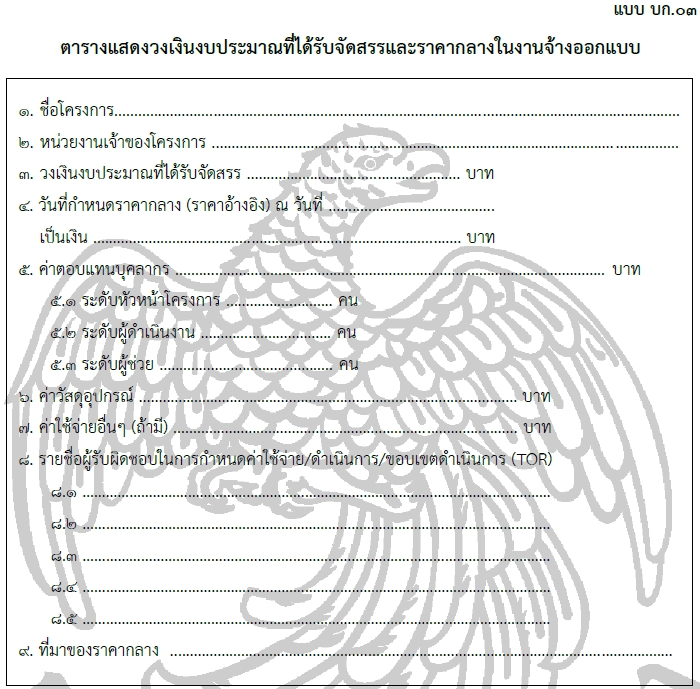 แบบ บก.๐๓
ตารางแสดงวงเงินงบประมาณที่ได้รับจัดสรรและราคากลางในงานจ้างออกแบบ
๑. ชื่อโครงการ........................................................................................................................
๒. หน่วยงานเจ้าของโครงการ ....................................................................................................
๓. วงเงินงบประมาณที่ได้รับจัดสรร .................................................... บาท
๔. วันที่กำหนดราคากลาง (ราคาอ้างอิง) ณ วันที่ ........................................
เป็นเงิน ............................................................................................ บาท
๕. ค่าตอบแทนบุคลากร ........................................................................................................ บาท
๕.๑ ระดับหัวหน้าโครงการ .......................... คน
๕.๒ ระดับผู้ดำเนินงาน ................................ คน
๕.๓ ระดับผู้ช่วย .......................................... คน
๖. ค่าวัสดุอุปกรณ์ ............................................................................................ บาท
๗. ค่าใช้จ่ายอื่นๆ (ถ้ามี) .................................................................................... บาท
๘. รายชื่อผู้รับผิดชอบในการกำหนดค่าใช้จ่าย/ดำเนินการ/ขอบเขตดำเนินการ (TOR)
๘.๑ ................................................................................................................
๘.๒ ................................................................................................................
๘.๓ ................................................................................................................
๘.๔ ................................................................................................................
๘.๕ ................................................................................................................
๙. ที่มาของราคากลาง ..........................................................................................................................